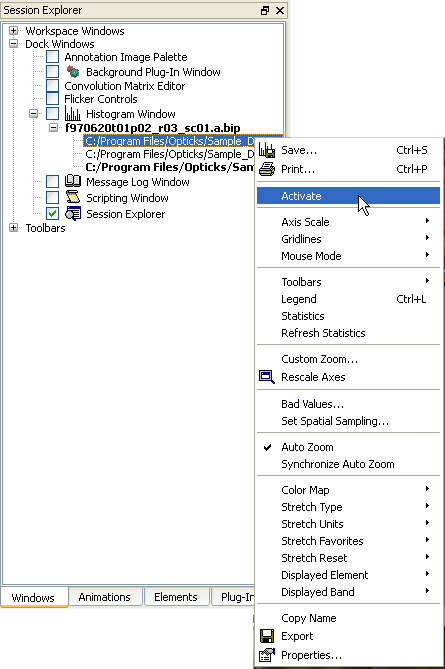 Session Explorer
Workspace Windows
Dock Windows
Annotation Image Palette
Background Plug-In Window
Convolution Matrix Editor
Flicker Controls
Histogram Window
f970620t01p02_r03_sc01.a.bip
C:/Program Files/Opticks/Sample_D
C:/Program Files/Opticks/Sample_D
C:/Program Files/Opticks/Sam
Message Log Window
Scripting Window
Session Explorer
Toolbars
Save... Ctrl+S
Print... Ctrl+P
Activate
Axis Scale
Gridlines
Mouse Mode
Toolbars
Legend Ctrl+L
Statistics
Refresh Statistics
Custom Zoom...
Rescale Axes
Bad Values...
Set Spatial Sampling...
Auto Zoom
Synchronize Auto Zoom
Color Map
Stretch Type
Stretch Units
Stretch Favorites
Stretch Reset
Displayed Element
Displayed Band
Copy Name
Export
Properties...
Windows Animations Elements Plug-In